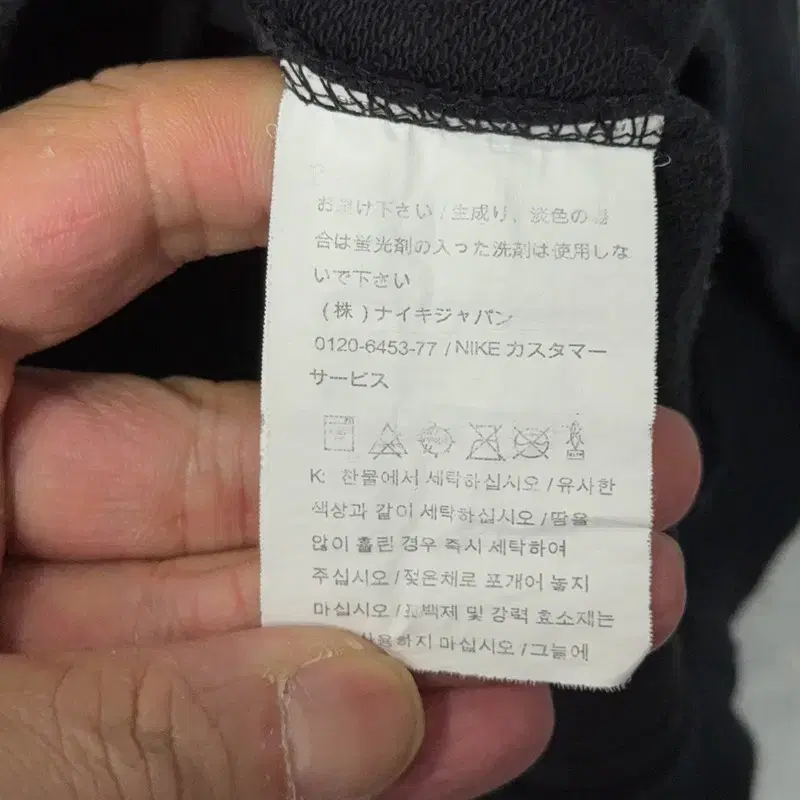 お避け下さい / 生成り、淡色の場
合は蛍光剤の入った洗剤は使用しな
いで下さい
(株)ナイキジャパン
0120-6453-77 / NIKE カスタマー
サービス
K: 찬물에서 세탁하십시오 / 유사한
색상과 같이 세탁하십시오 / 땀을
많이 흘린 경우 즉시 세탁하여
주십시오 / 젖은채로 포개어 놓지
마십시오 / 표백제 및 강력 효소재는
사용하지 마십시오 / 그늘에